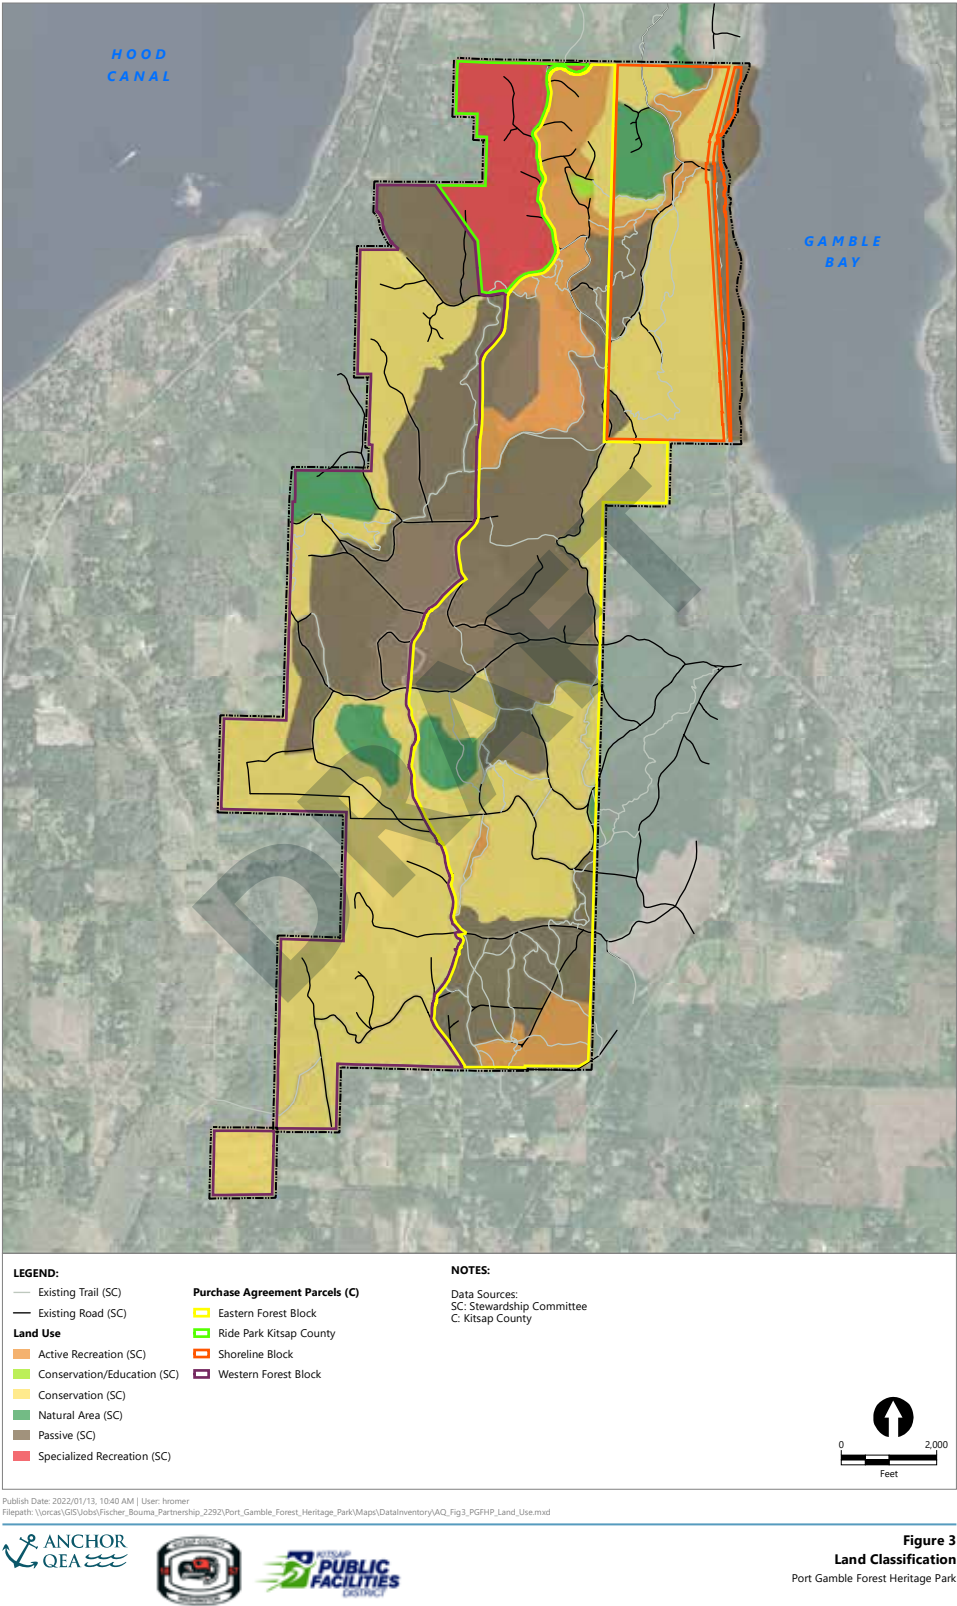 HOOD
CANAL
GAMBLE
BAY
DRAFT
LEGEND:
Existing Trail (SC)
Existing Road (SC)
Land Use
Active Recreation (SC)
Conservation/Education (SC)
Conservation (SC)
Natural Area (SC)
Passive (SC)
Specialized Recreation (SC)
Purchase Agreement Parcels (C)
Eastern Forest Block
Ride Park Kitsap County
Shoreline Block
Western Forest Block
NOTES:
Data Sources:
SC: Stewardship Committee
C: Kitsap County
0 2,000
Feet
Publish Date: 2022/01/13, 10:40 AM | User: hromer
Filepath: \\orcas\GIS\Jobs\Fischer_Bouma_Partnership_2292\Port_Gamble_Forest_Heritage_Park\Maps\DataInventory\AQ_Fig3_PGFHP_Land_Use.mxd
ANCHOR
QEA
KITSAP
PUBLIC
FACILITIES
DISTRICT
Figure 3
Land Classification
Port Gamble Forest Heritage Park